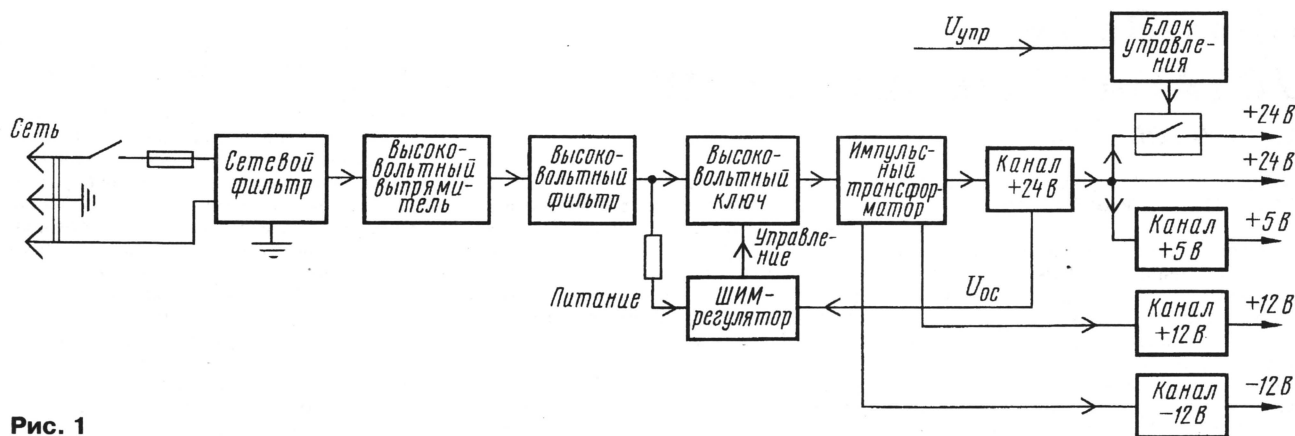 Uупр
Блок
управле-
ния
Сеть
Сетевой
фильтр
Высоко-
вольтный
выпрями-
тель
Высоко-
вольтный
фильтр
Высоко-
вольтный
ключ
Импульс-
ный
трансфор-
матор
Канал
+24 В
+24 В
+24 В
Управле-
ние
Канал
+5 В
+5 В
Питание
ШИМ-
регулятор
Uос
Канал
+12 В
+12 В
Канал
−12 В
−12 В
Рис. 1